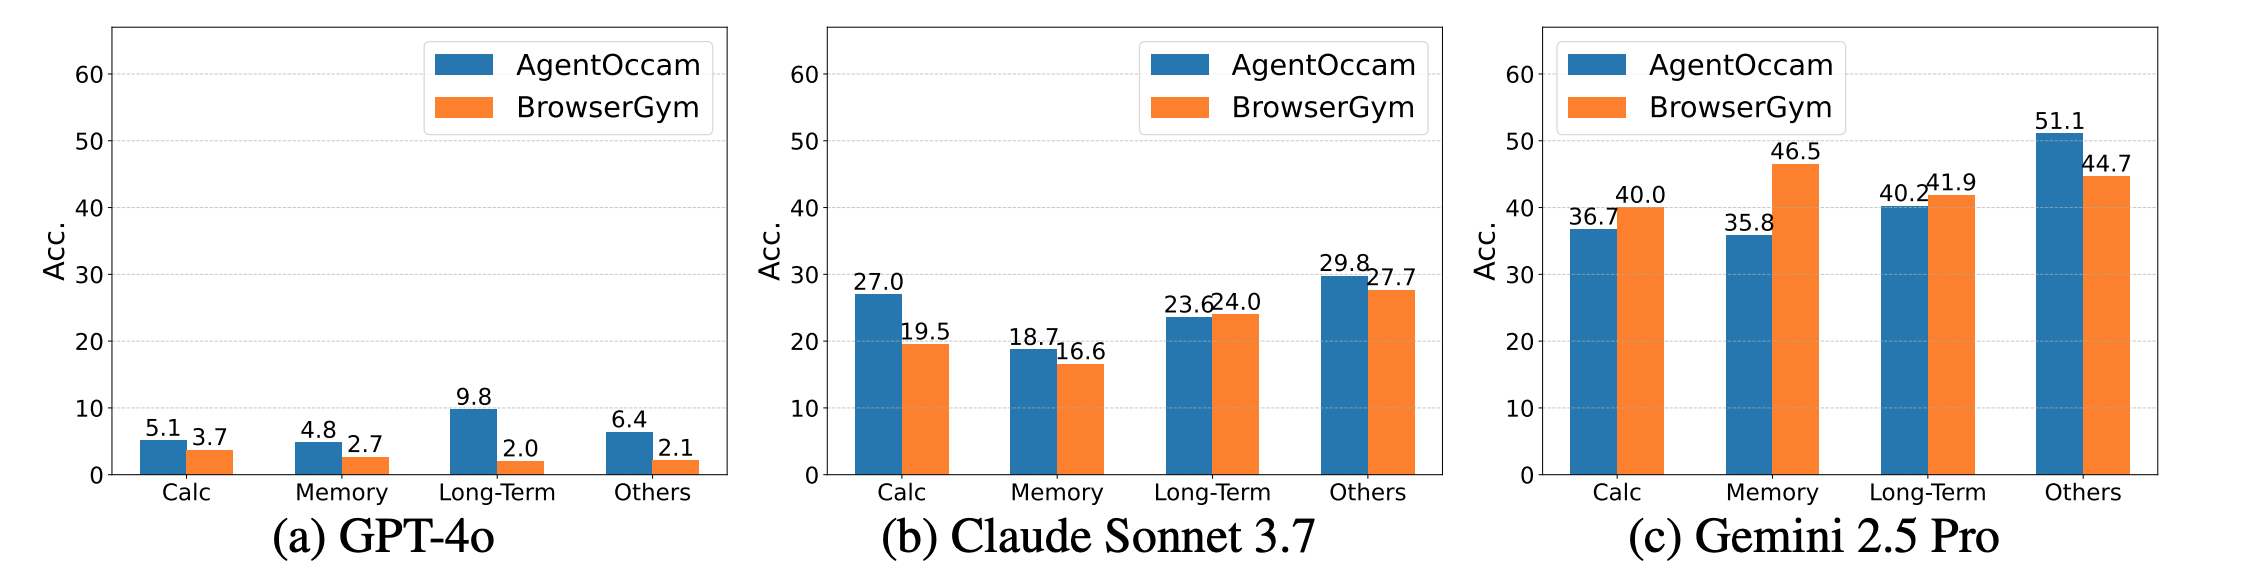 60
50
40
30
20
10
0
Acc.
AgentOccam
BrowserGym
5.1 3.7 4.8 2.7 9.8 2.0 6.4 2.1
Calc Memory Long-Term Others
(a) GPT-4o
60
50
40
30
20
10
0
Acc.
AgentOccam
BrowserGym
27.0 19.5 18.7 16.6 23.6 24.0 29.8 27.7
Calc Memory Long-Term Others
(b) Claude Sonnet 3.7
60
50
40
30
20
10
0
Acc.
AgentOccam
BrowserGym
36.7 40.0 35.8 46.5 40.2 41.9 51.1 44.7
Calc Memory Long-Term Others
(c) Gemini 2.5 Pro